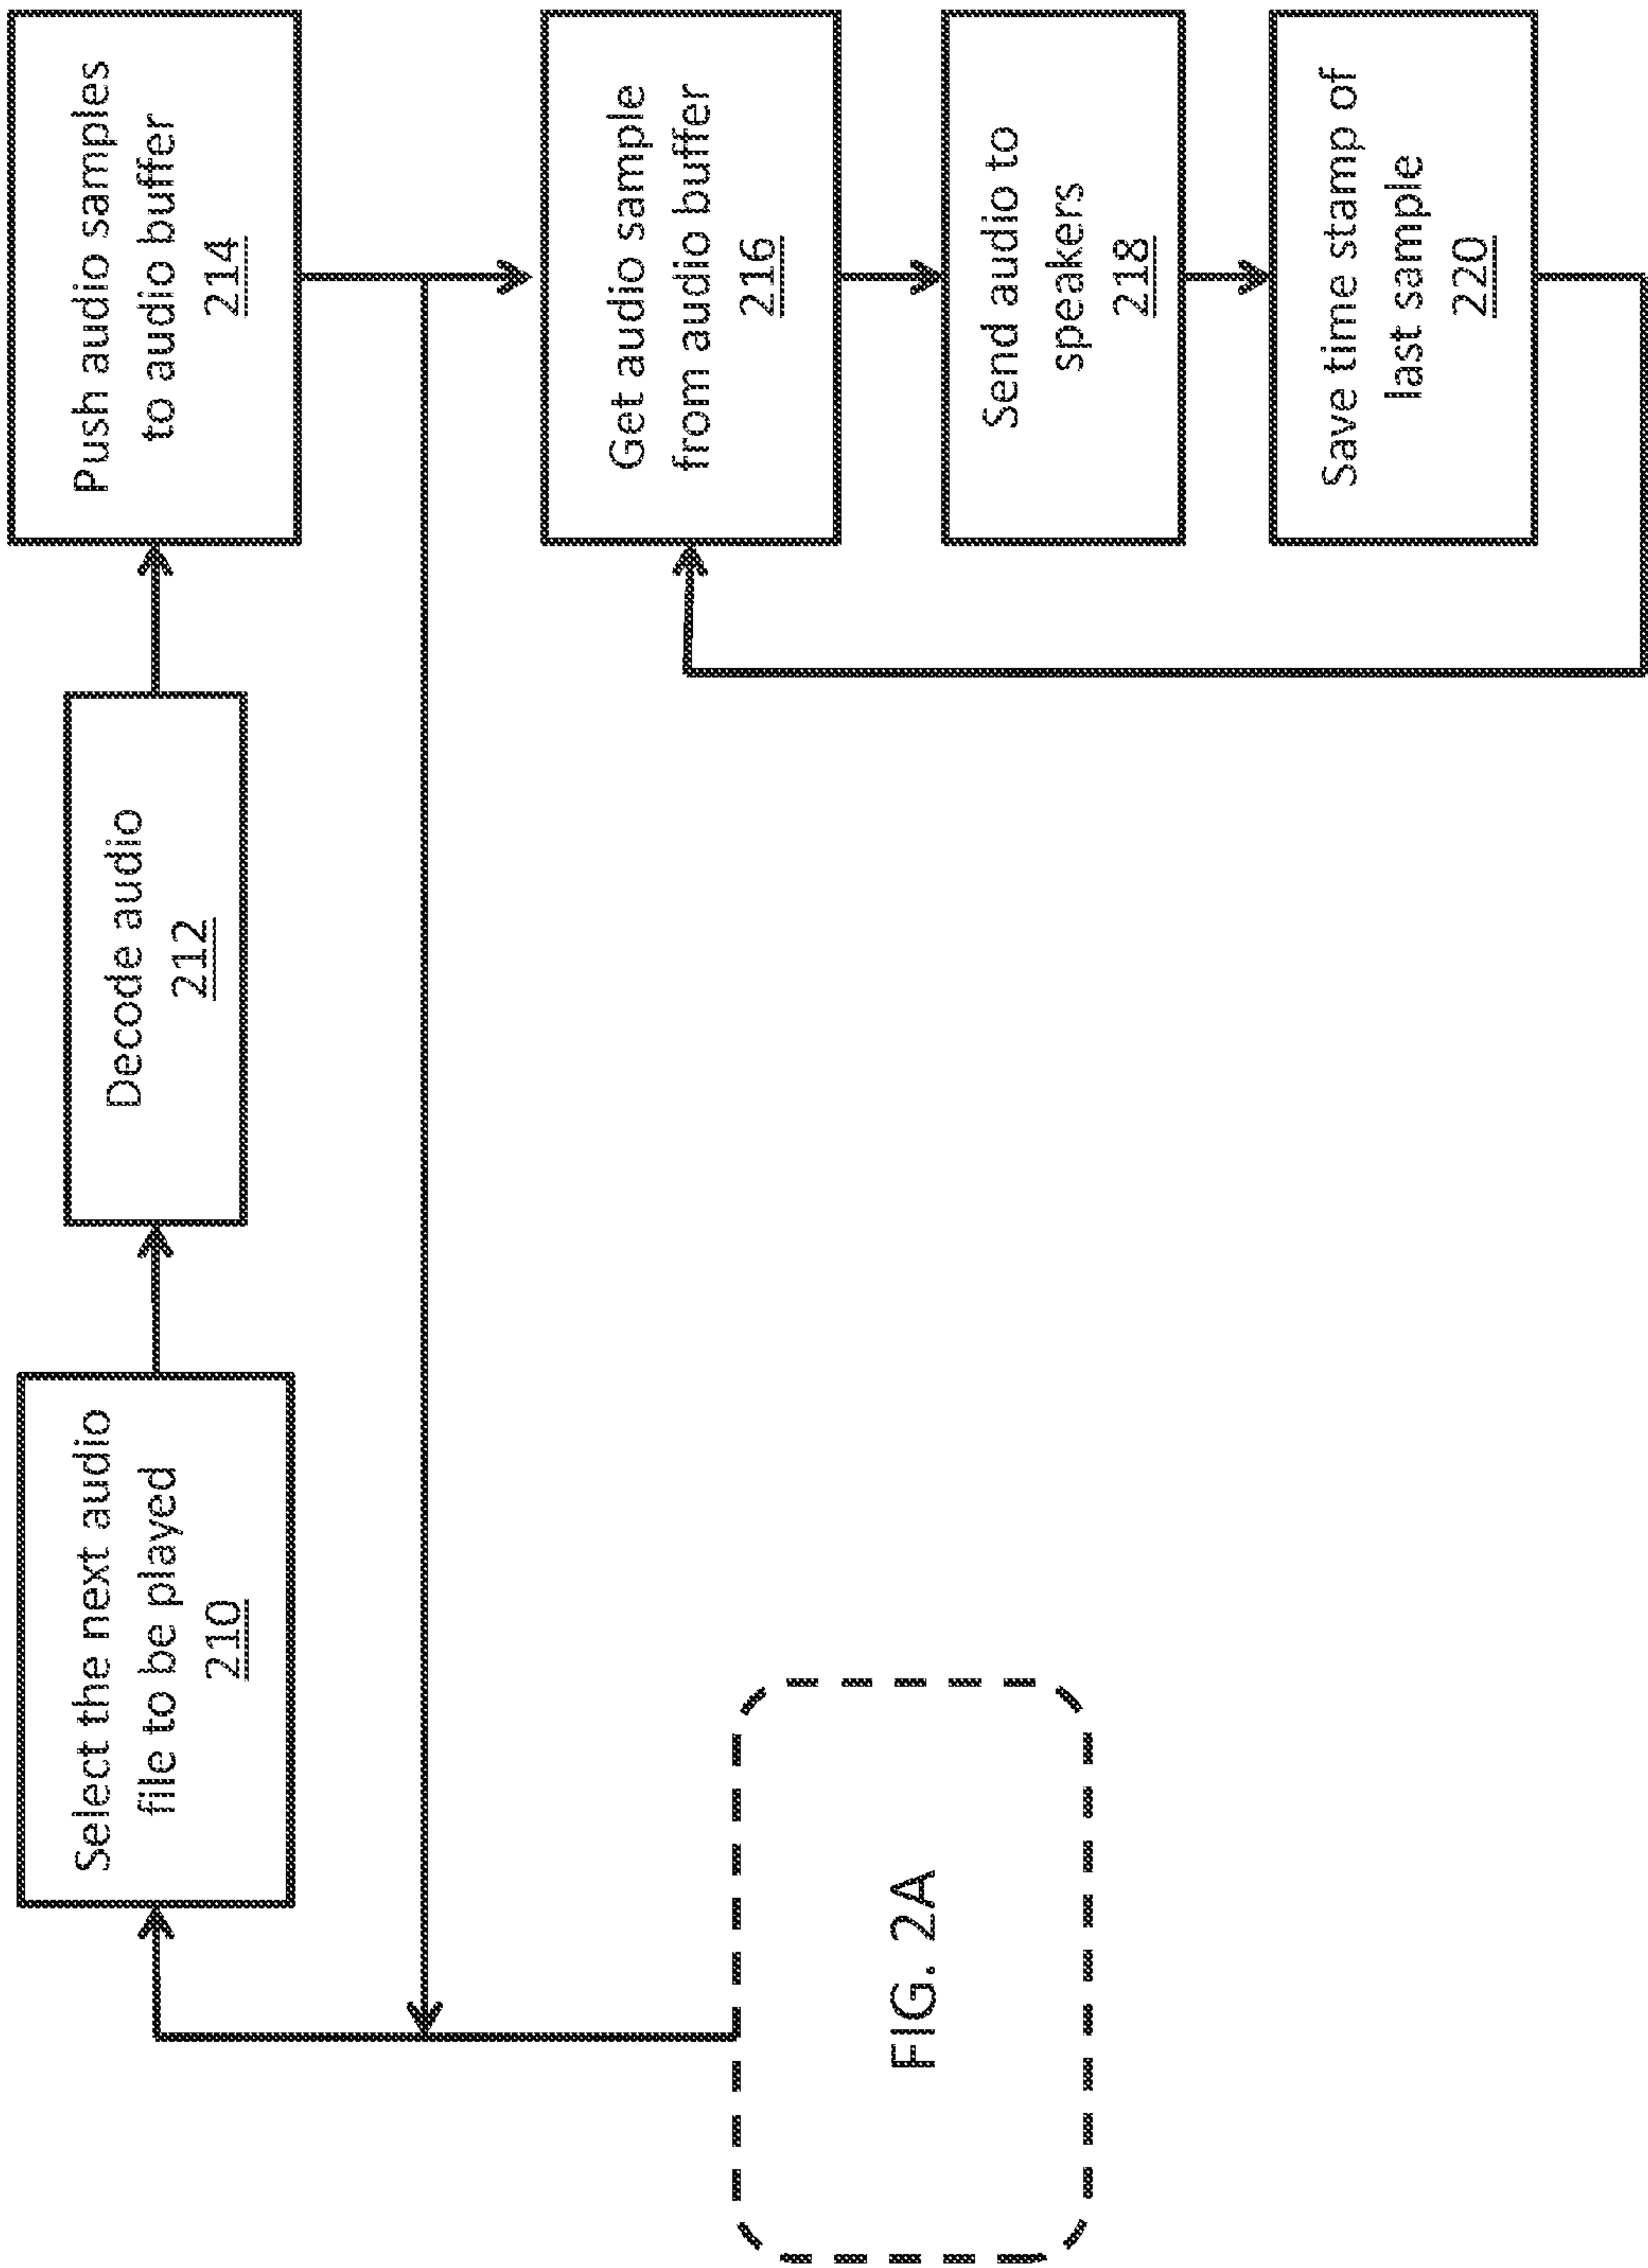 Select the next audio
file to be played
210
Decode audio
212
Push audio samples
to audio buffer
214
Get audio sample
from audio buffer
216
Send audio to
speakers
218
Save time stamp of
last sample
220
FIG. 2A